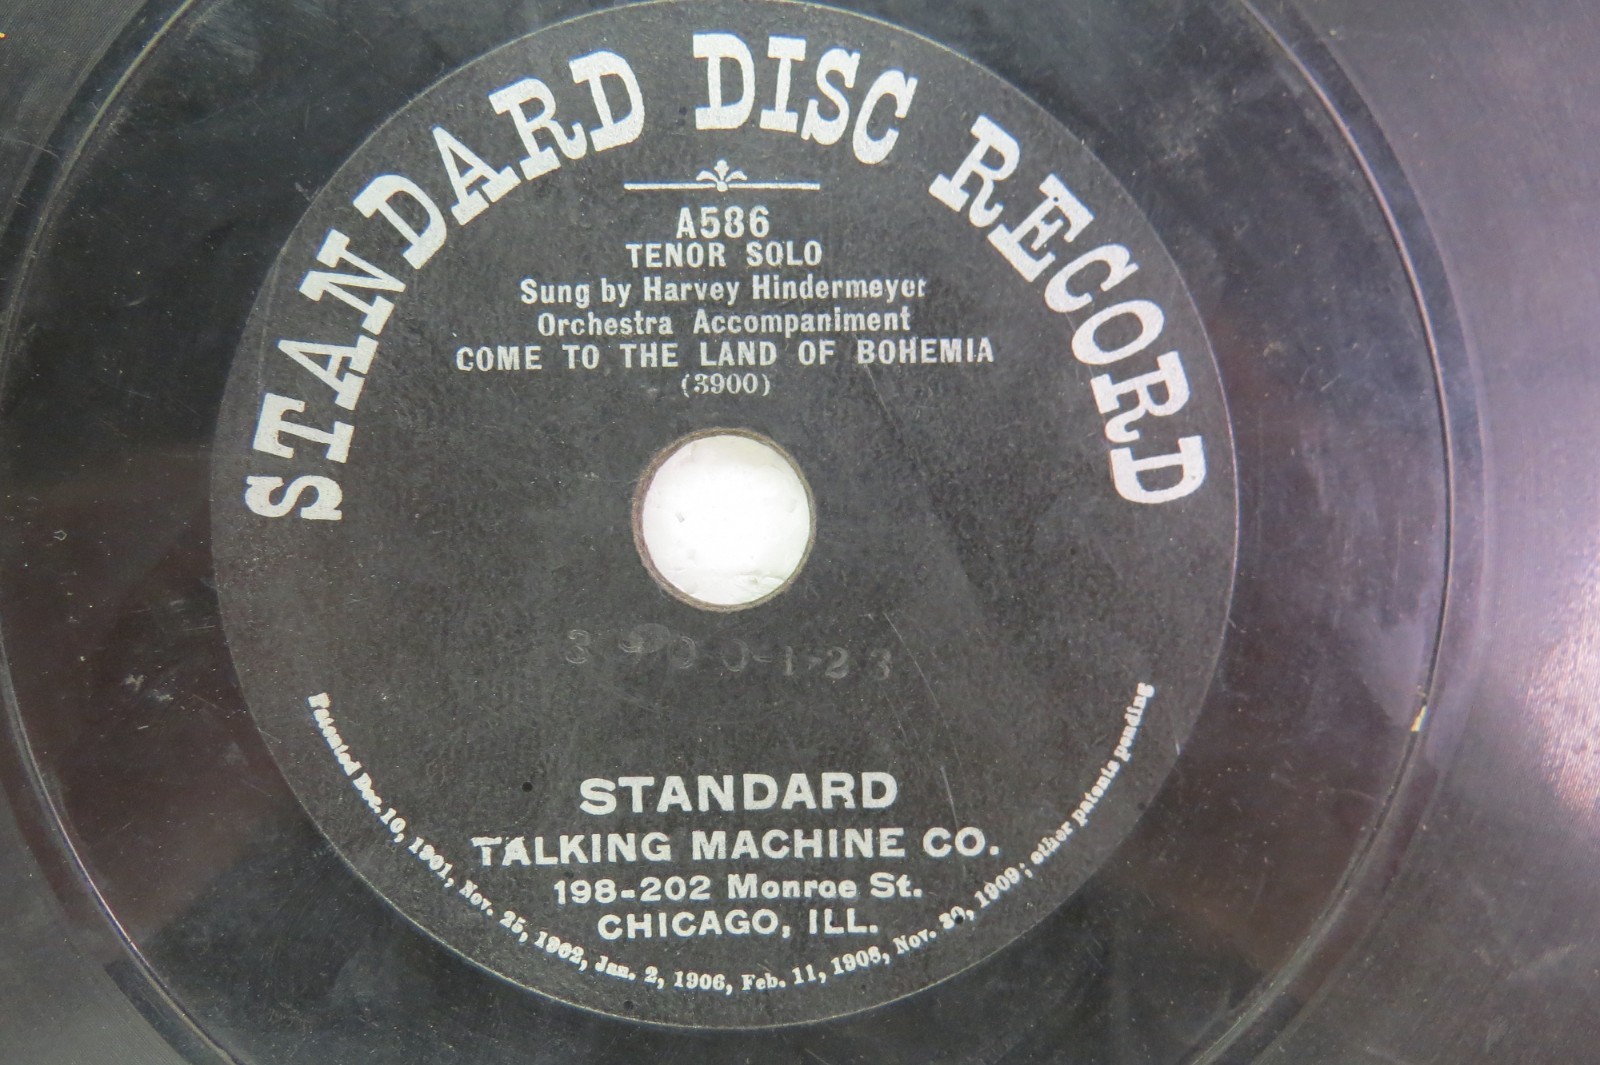 STANDARD DISC RECORD
A586
TENOR SOLO
Sung by Harvey Hindermeyer
Orchestra Accompaniment
COME TO THE LAND OF BOHEMIA
(3900)
3900-1-23
STANDARD
TALKING MACHINE CO.
198-202 Monroe St.
CHICAGO, ILL.
Patented Dec. 10, 1901, Nov. 25, 1902, Jan. 2, 1906, Feb. 11, 1908, Nov. 30, 1909; other patents pending